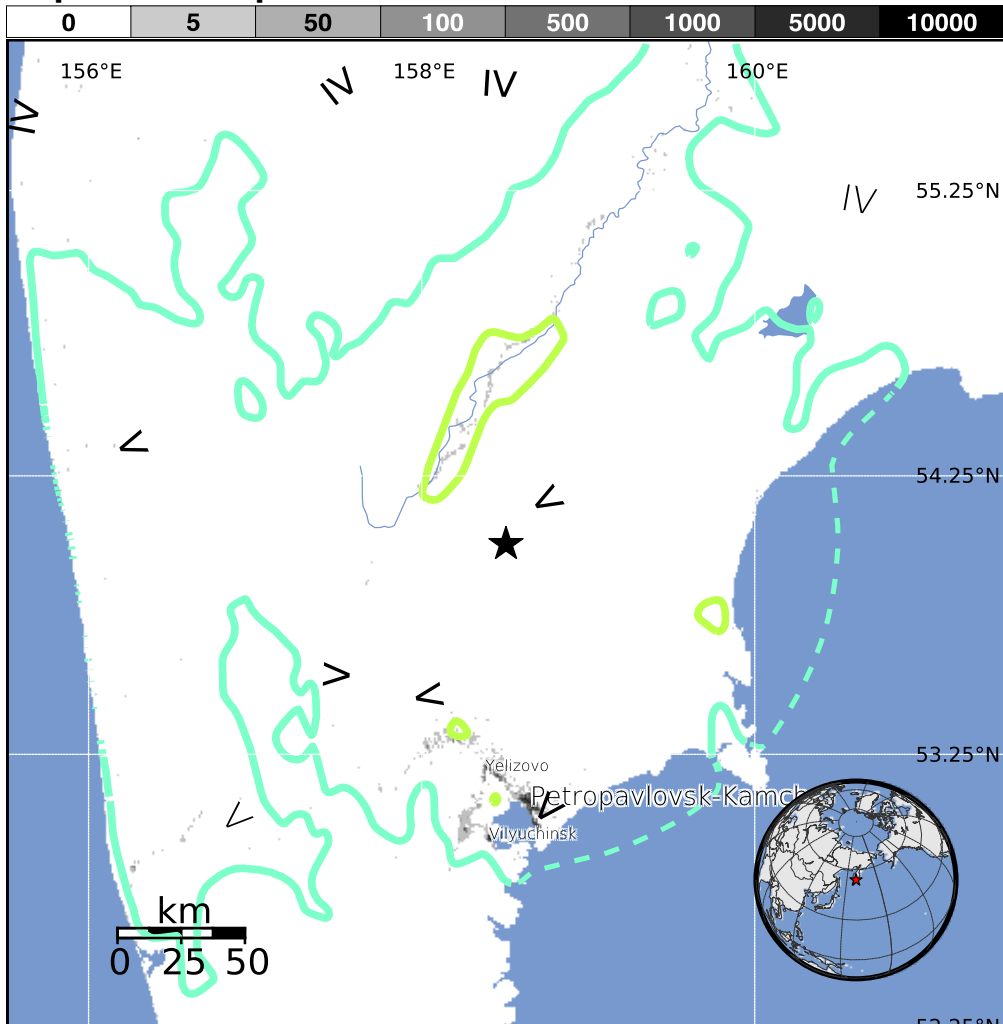 0 5 50 100 500 1000 5000 10000
156°E 158°E 160°E
IV IV IV
55.25°N
IV
V
54.25°N
V
V
V
53.25°N
Yelizovo
Petropavlovsk-Kamch
V
V
Vilyuchinsk
km
0 25 50